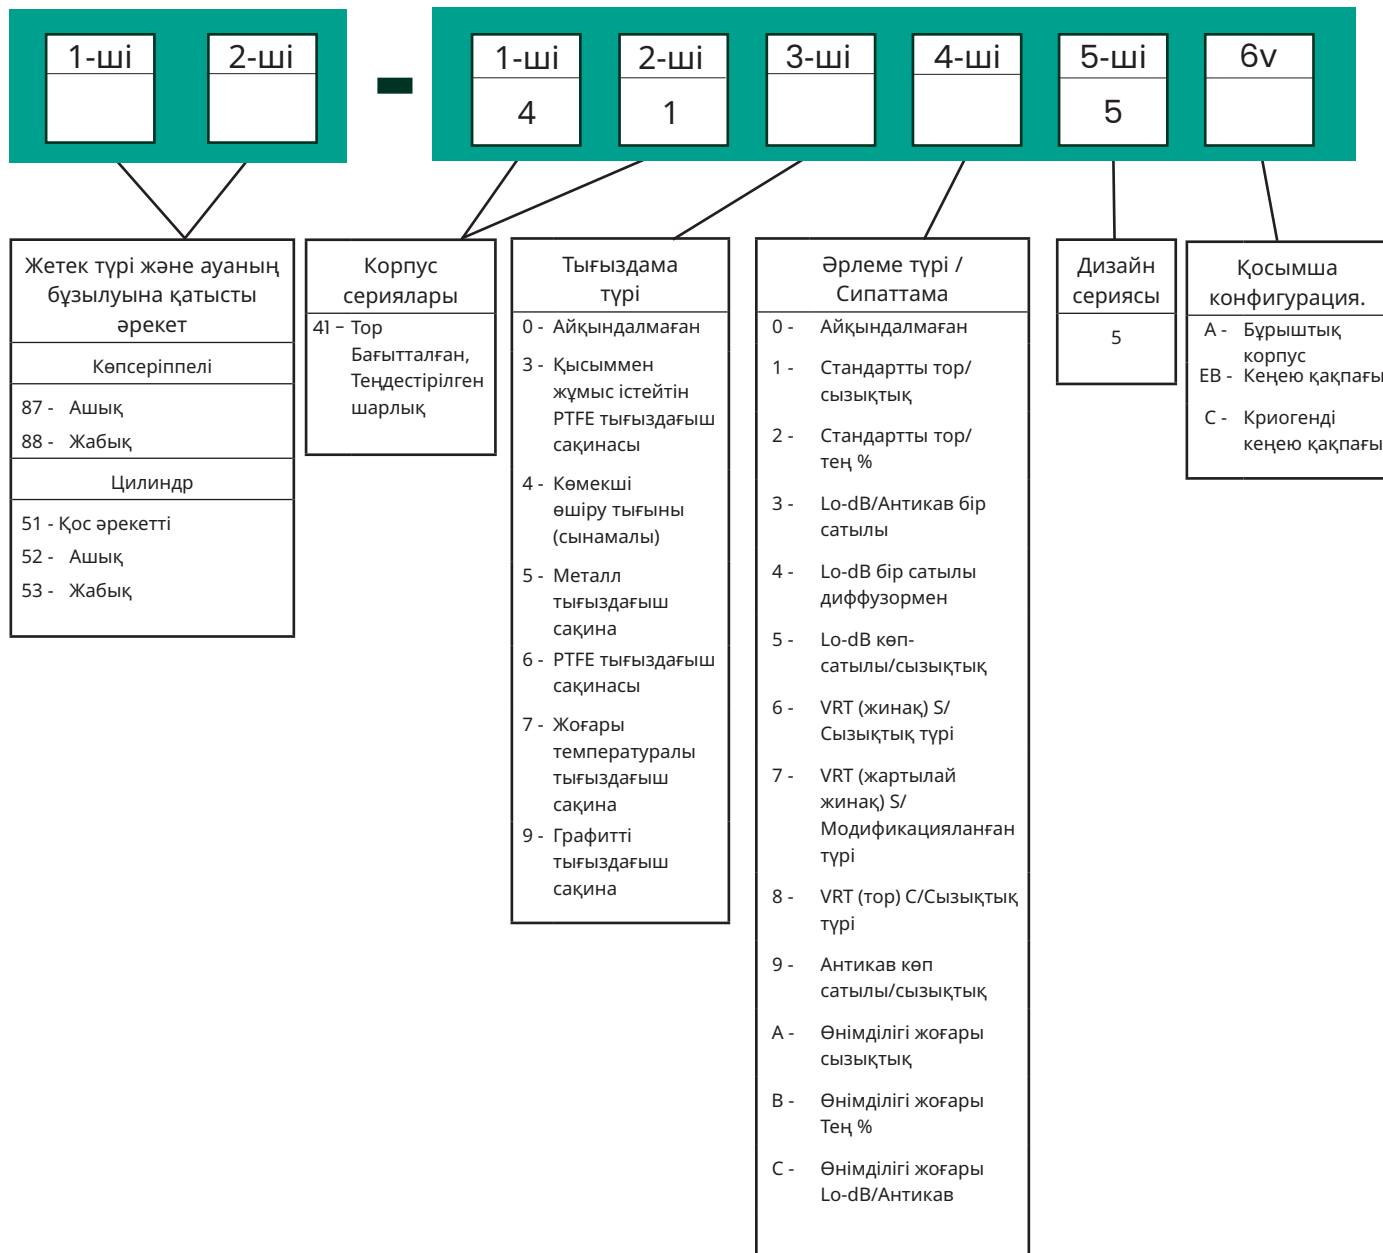 1-ші
2-ші
1-ші
2-ші
3-ші
4-ші
5-ші
6v
4
1
5
Жетек түрі және ауаның
бұзылуына қатысты
әрекет
Көпсеріппелі
87 - Ашық
88 - Жабық
Цилиндр
51 - Қос әрекетті
52 - Ашық
53 - Жабық
Корпус
сериялары
41 – Тор
Бағытталған,
Теңдестірілген
шарлық
Тығыздама
түрі
0 - Айқындалмаған
3 - Қысыммен
жұмыс істейтін
PTFE тығыздағыш
сақинасы
4 - Көмекші
өшіру тығыны
(сынамалы)
5 - Металл
тығыздағыш
сақина
6 - PTFE тығыздағыш
сақинасы
7 - Жоғары
температуралы
тығыздағыш
сақина
9 - Графитті
тығыздағыш
сақина
Әрлеме түрі /
Сипаттама
0 - Айқындалмаған
1 - Стандартты тор/
сызықтық
2 - Стандартты тор/
тең %
3 - Lo-dB/Антикав бір
сатылы
4 - Lo-dB бір сатылы
диффузормен
5 - Lo-dB көп-
сатылы/сызықтық
6 - VRT (жинақ) S/
Сызықтық түрі
7 - VRT (жартылай
жинақ) S/
Модификацияланған
түрі
8 - VRT (тор) C/Сызықтық
түрі
9 - Антикав көп
сатылы/сызықтық
A - Өнімділігі жоғары
сызықтық
B - Өнімділігі жоғары
Тең %
C - Өнімділігі жоғары
Lo-dB/Антикав
Дизайн
сериясы
5
Қосымша
конфигурация.
A - Бұрыштық
корпус
EB - Кеңею қақпағы
C - Криогенді
кеңею қақпағы